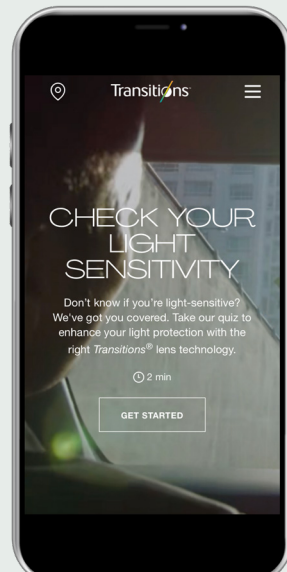 Transitions™
CHECK YOUR
LIGHT
SENSITIVITY
Don't know if you're light-sensitive?
We've got you covered. Take our quiz to
enhance your light protection with the
right Transitions® lens technology.
2 min
GET STARTED